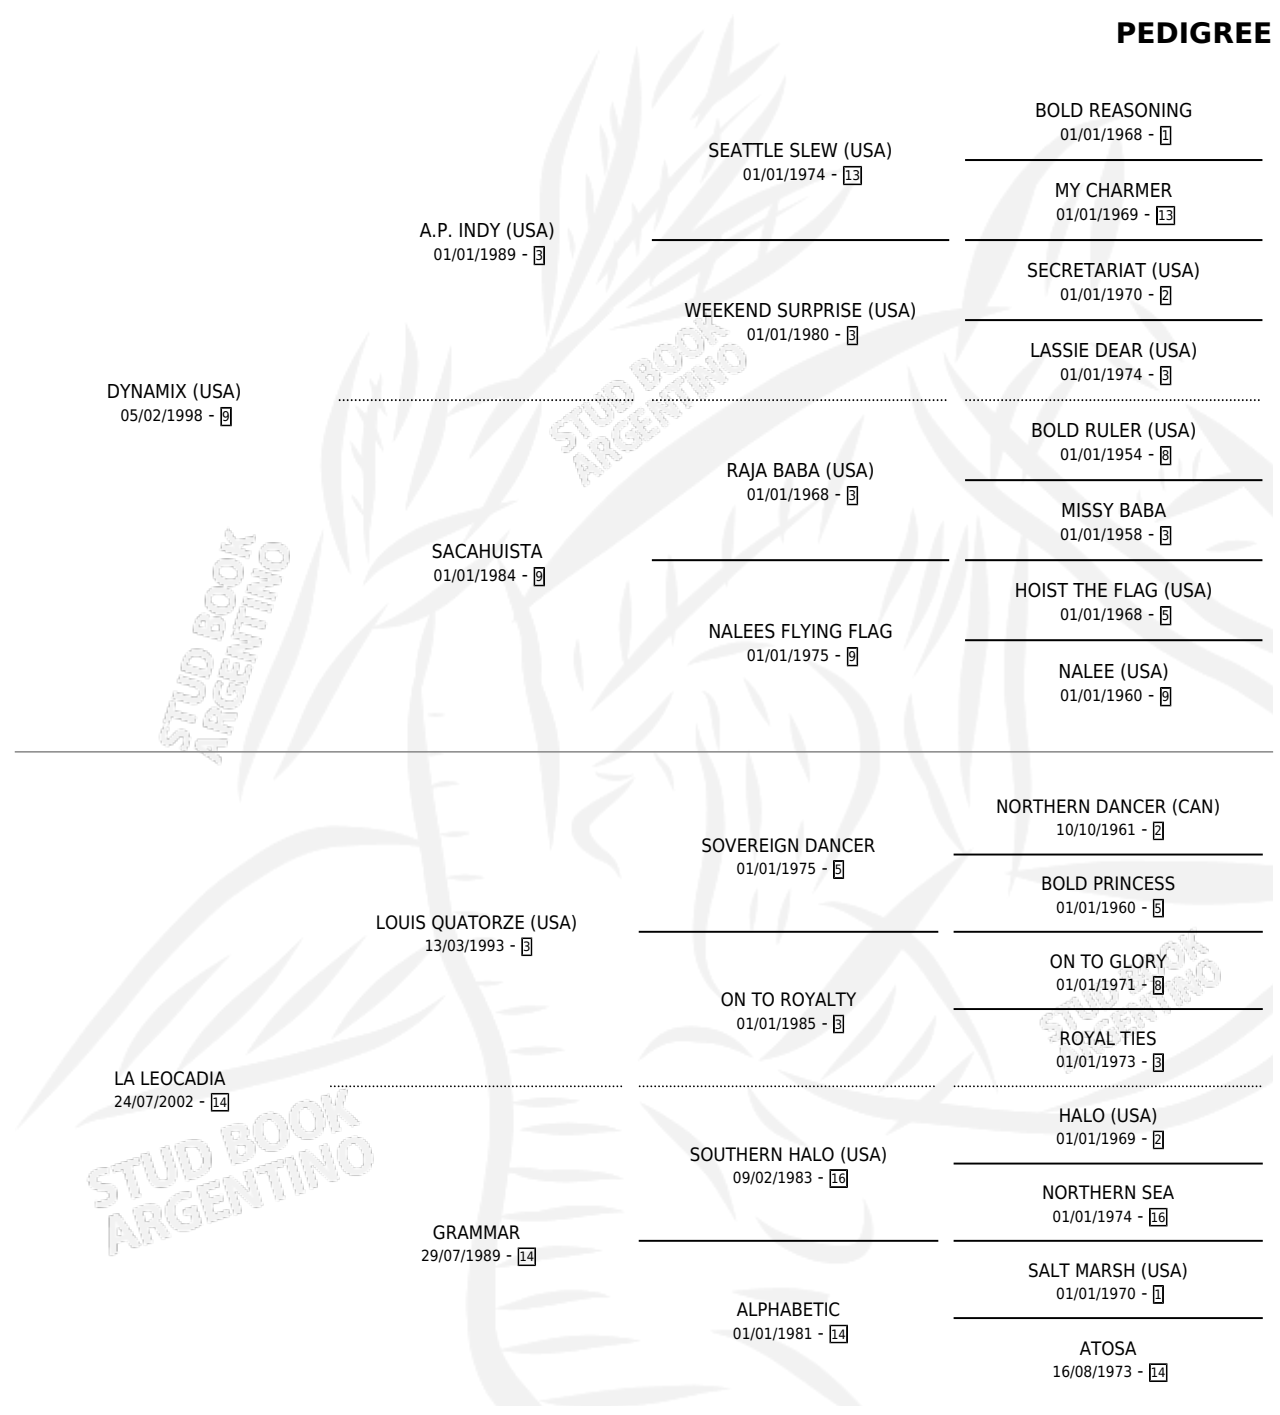 PEDIGREE
BOLD REASONING
01/01/1968 - 1
SEATTLE SLEW (USA)
01/01/1974 - 13
MY CHARMER
01/01/1969 - 13
A.P. INDY (USA)
01/01/1989 - 3
SECRETARIAT (USA)
01/01/1970 - 2
WEEKEND SURPRISE (USA)
01/01/1980 - 3
LASSIE DEAR (USA)
01/01/1974 - 3
STUD BOOK
ARGENTINO
DYNAMIX (USA)
05/02/1998 - 9
BOLD RULER (USA)
01/01/1954 - 8
RAJA BABA (USA)
01/01/1968 - 3
MISSY BABA
01/01/1958 - 3
SACAHUISTA
01/01/1984 - 9
HOIST THE FLAG (USA)
01/01/1968 - 5
NALEES FLYING FLAG
01/01/1975 - 9
NALEE (USA)
01/01/1960 - 9
STUD BOOK
ARGENTINO
NORTHERN DANCER (CAN)
10/10/1961 - 2
SOVEREIGN DANCER
01/01/1975 - 5
BOLD PRINCESS
01/01/1960 - 5
LOUIS QUATORZE (USA)
13/03/1993 - 3
ON TO GLORY
01/01/1971 - 8
ON TO ROYALTY
01/01/1985 - 3
STUD BOOK
ARGENTINO
ROYAL TIES
01/01/1973 - 3
LA LEOCADIA
24/07/2002 - 14
HALO (USA)
01/01/1969 - 2
SOUTHERN HALO (USA)
09/02/1983 - 16
NORTHERN SEA
01/01/1974 - 16
STUD BOOK
ARGENTINO
GRAMMAR
29/07/1989 - 14
SALT MARSH (USA)
01/01/1970 - 1
ALPHABETIC
01/01/1981 - 14
ATOSA
16/08/1973 - 14